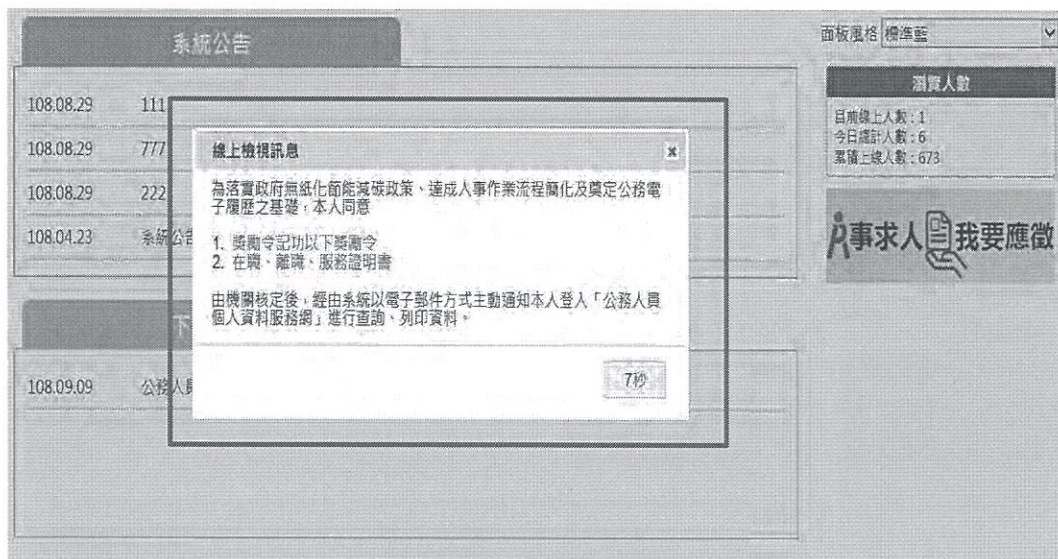 系統公告
108.08.29 111
108.08.29 777
108.08.29 222
108.04.23 系統公告
下
108.09.09 公務人員
線上檢視訊息
x
為落實政府無紙化節能減碳政策、達成人事作業流程簡化及奠定公務電
子履歷之基礎，本人同意
1. 獎勵令記功以下獎勵令
2. 在職、離職、服務證明書
由機關核定後，經由系統以電子郵件方式主動通知本人登入「公務人員
個人資料服務網」進行查詢、列印資料。
7秒
面板風格 標準藍
瀏覽人數
目前線上人數：1
今日總計人數：6
累積上線人數：673
事求人 我要應徵